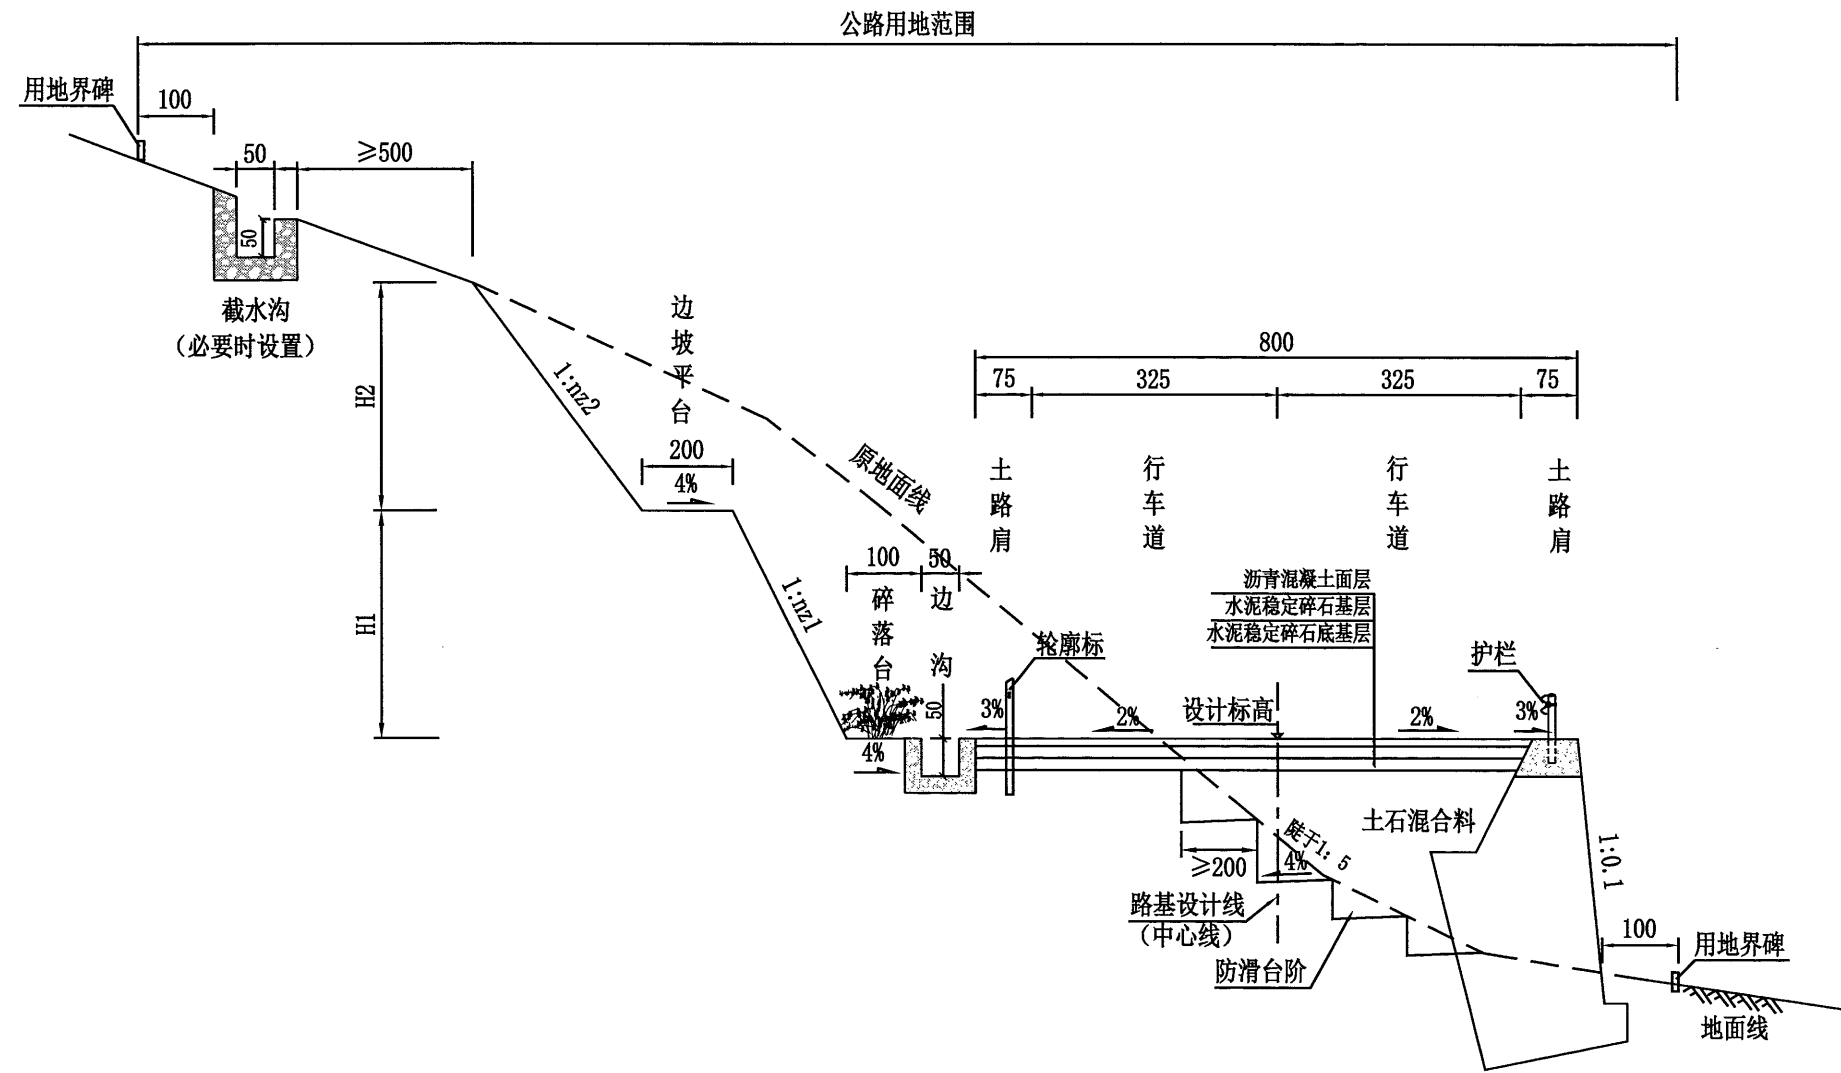 公路用地范围
用地界碑
100
50
≥500
50
截水沟
（必要时设置）
边坡平台
H2
1:nz2
200
4%
原地面线
800
75
325
325
75
土路肩
行车道
行车道
土路肩
H1
1:nz1
100
50
碎落台
边沟
50
4%
沥青混凝土面层
水泥稳定碎石基层
水泥稳定碎石底基层
轮廓标
护栏
3%
2%
设计标高
2%
3%
土石混合料
陡于1：5
≥200
4%
1:0.1
路基设计线
（中心线）
防滑台阶
100
用地界碑
地面线